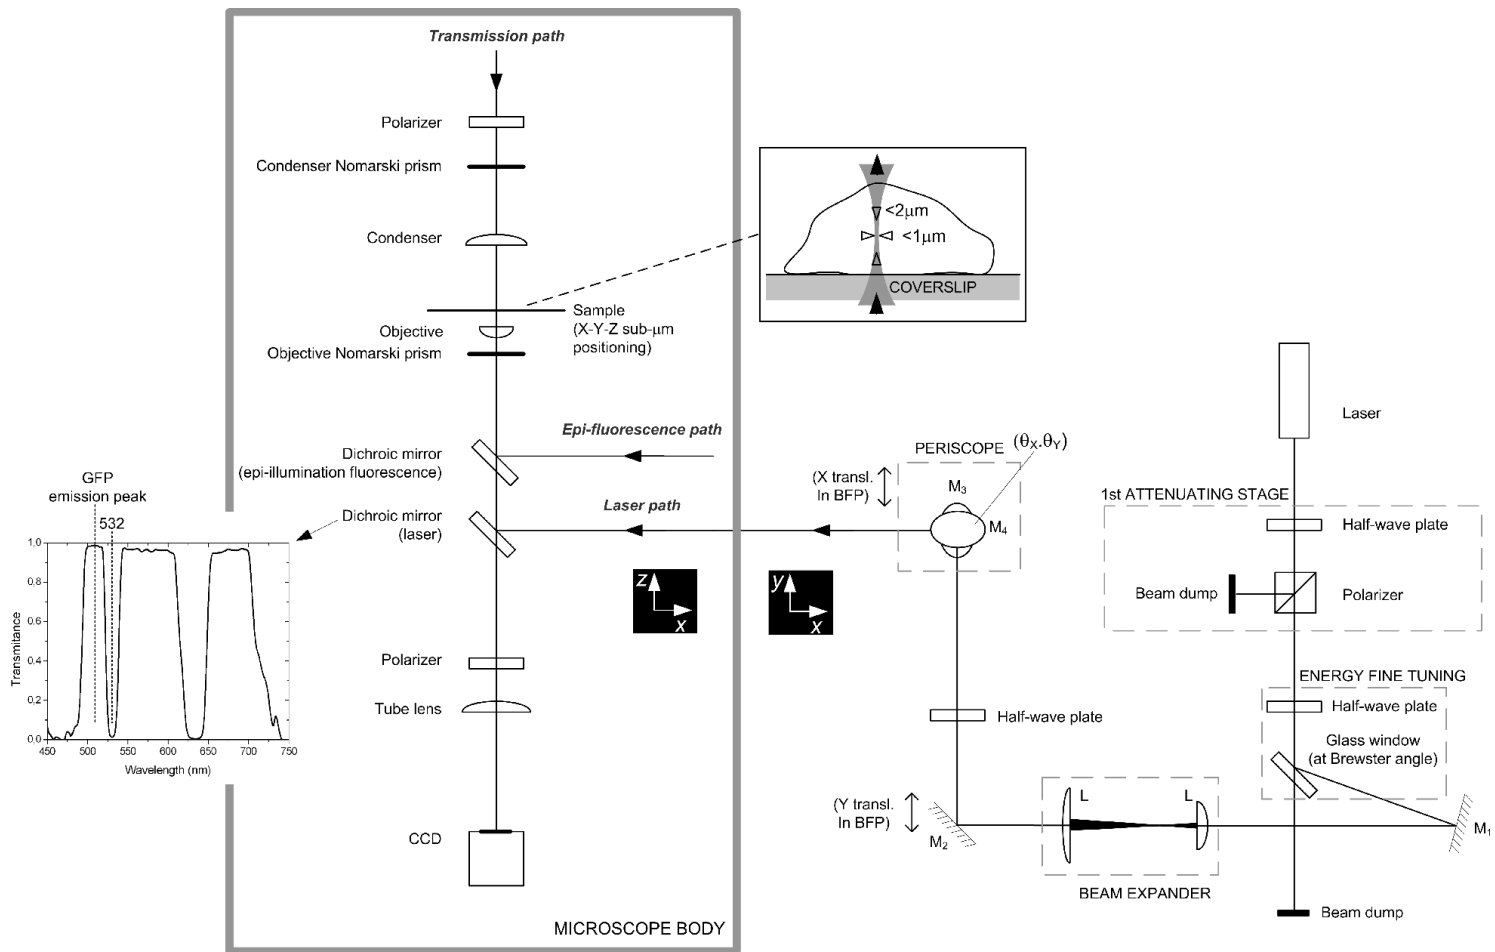 Transmission path
Polarizer
Condenser Nomarski prism
Condenser
Sample
(X-Y-Z sub-μm
positioning)
Objective
Objective Nomarski prism
Epi-fluorescence path
Dichroic mirror
(epi-illumination fluorescence)
Laser path
Dichroic mirror
(laser)
z
x
y
x
Polarizer
Tube lens
CCD
MICROSCOPE BODY
GFP
emission peak
532
1.0
0.8
0.6
0.4
0.2
0.0
Transmitance
450
500
550
600
650
700
750
Wavelength (nm)
<2μm
<1μm
COVERSLIP
PERISCOPE
(θX.θY)
(X transl.
In BFP)
M3
M4
Half-wave plate
(Y transl.
In BFP)
M2
L
L
BEAM EXPANDER
Laser
1st ATTENUATING STAGE
Half-wave plate
Beam dump
Polarizer
ENERGY FINE TUNING
Half-wave plate
Glass window
(at Brewster angle)
M1
Beam dump